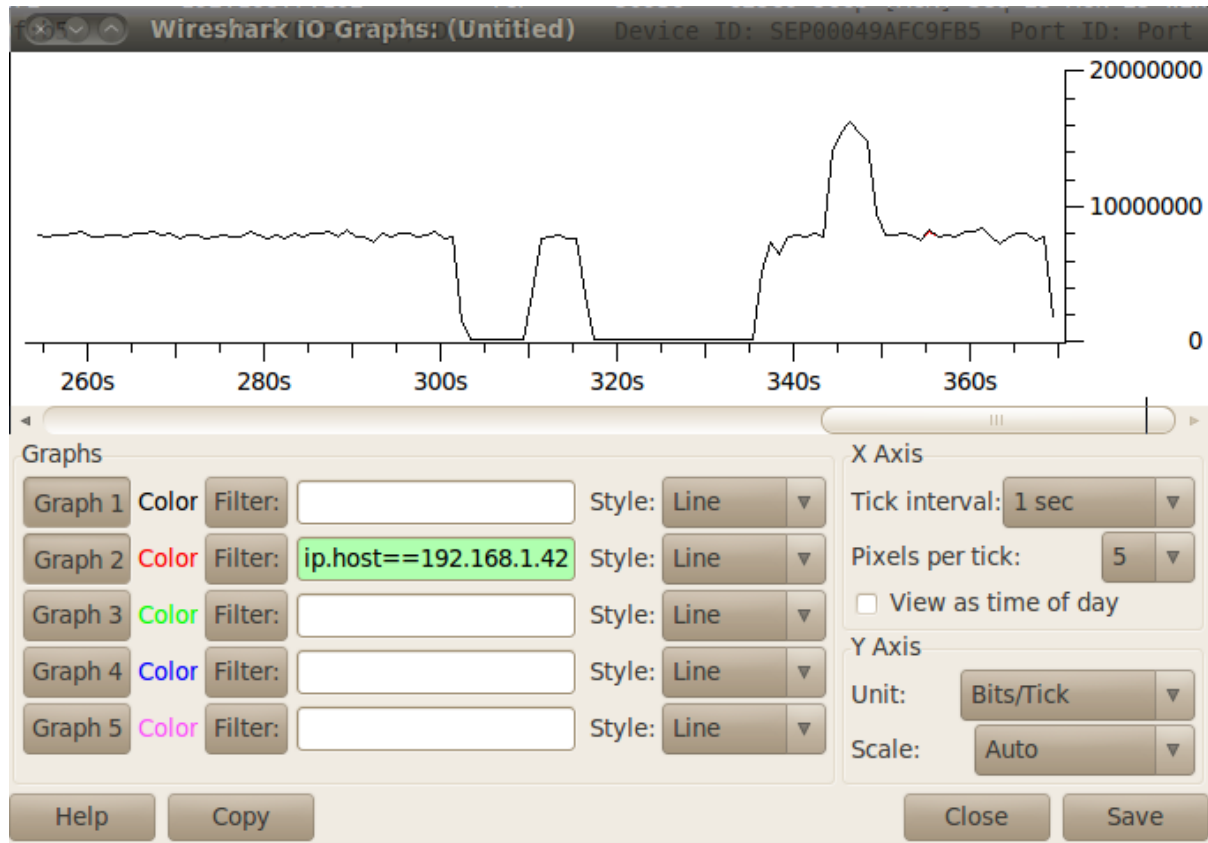 Wireshark IO Graphs: (Untitled)
Device ID: SEP00049AFC9FB5 Port ID: Port
20000000
10000000
0
260s 280s 300s 320s 340s 360s
Graphs
Graph 1 Color Filter: Style: Line
Graph 2 Color Filter: ip.host==192.168.1.42 Style: Line
Graph 3 Color Filter: Style: Line
Graph 4 Color Filter: Style: Line
Graph 5 Color Filter: Style: Line
X Axis
Tick interval: 1 sec
Pixels per tick: 5
View as time of day
Y Axis
Unit: Bits/Tick
Scale: Auto
Help Copy Close Save